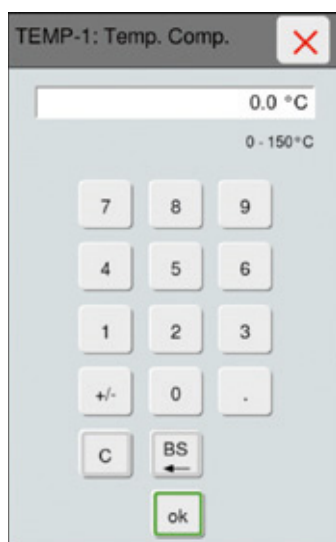 TEMP-1: Temp. Comp.
0.0 °C
0 - 150°C
7 8 9
4 5 6
1 2 3
+/- 0 .
C BS
ok